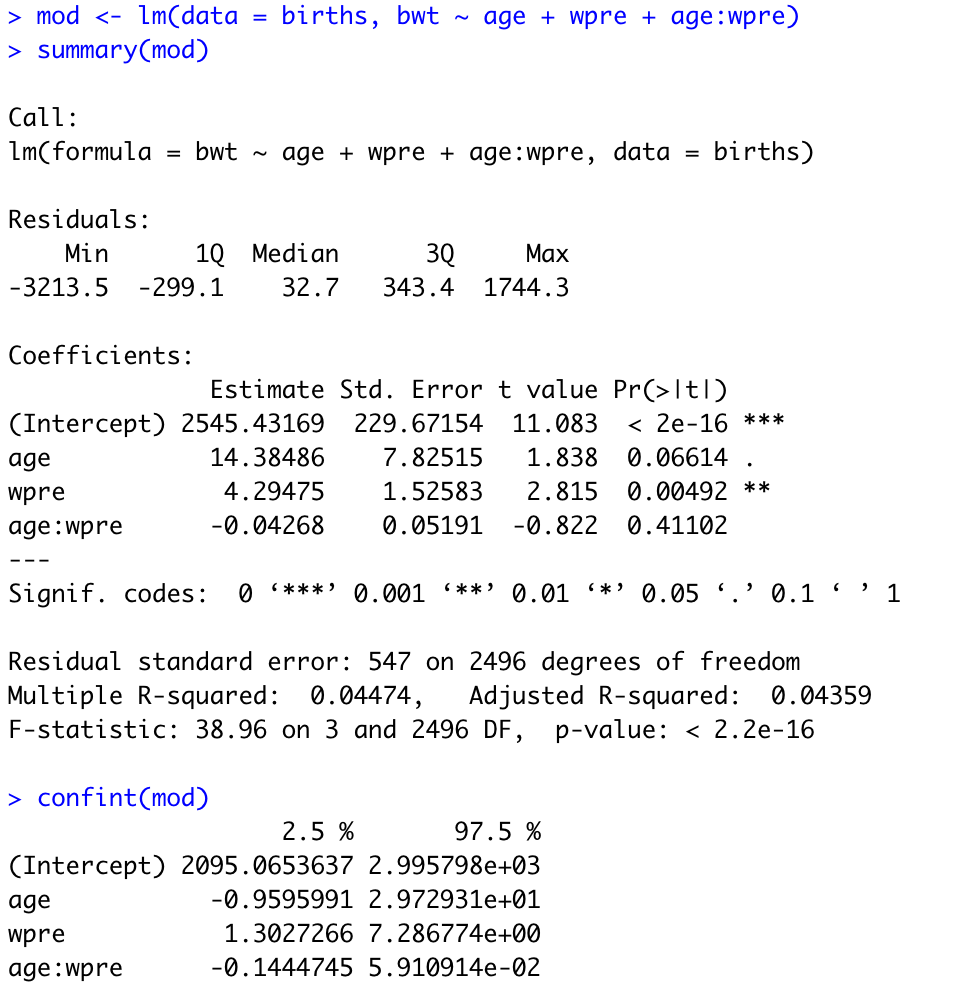 > mod <- lm(data = births, bwt ~ age + wpre + age:wpre)
> summary(mod)

Call:
lm(formula = bwt ~ age + wpre + age:wpre, data = births)

Residuals:
    Min      1Q  Median      3Q     Max
-3213.5  -299.1    32.7   343.4  1744.3

Coefficients:
              Estimate Std. Error t value Pr(>|t|)
(Intercept) 2545.43169  229.67154  11.083  < 2e-16 ***
age           14.38486    7.82515   1.838  0.06614 .
wpre           4.29475    1.52583   2.815  0.00492 **
age:wpre      -0.04268    0.05191  -0.822  0.41102
---
Signif. codes:  0 ‘***’ 0.001 ‘**’ 0.01 ‘*’ 0.05 ‘.’ 0.1 ‘ ’ 1

Residual standard error: 547 on 2496 degrees of freedom
Multiple R-squared:  0.04474,   Adjusted R-squared:  0.04359
F-statistic: 38.96 on 3 and 2496 DF,  p-value: < 2.2e-16

> confint(mod)
                   2.5 %       97.5 %
(Intercept) 2095.0653637 2.995798e+03
age           -0.9595991 2.972931e+01
wpre           1.3027266 7.286774e+00
age:wpre      -0.1444745 5.910914e-02